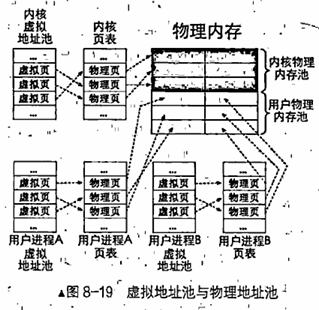 内核
虚拟
地址池
内核
页表
物理内存
...
虚拟页
虚拟页
虚拟页
...
...
物理页
物理页
物理页
...
内核物理
内存池
用户物理
内存池
...
虚拟页
虚拟页
虚拟页
...
用户进程A
虚拟
地址池
...
物理页
物理页
物理页
...
用户进程A
页表
...
虚拟页
虚拟页
虚拟页
...
用户进程B
虚拟
地址池
...
物理页
物理页
物理页
...
用户进程B
页表
▲图 8-19 虚拟地址池与物理地址池